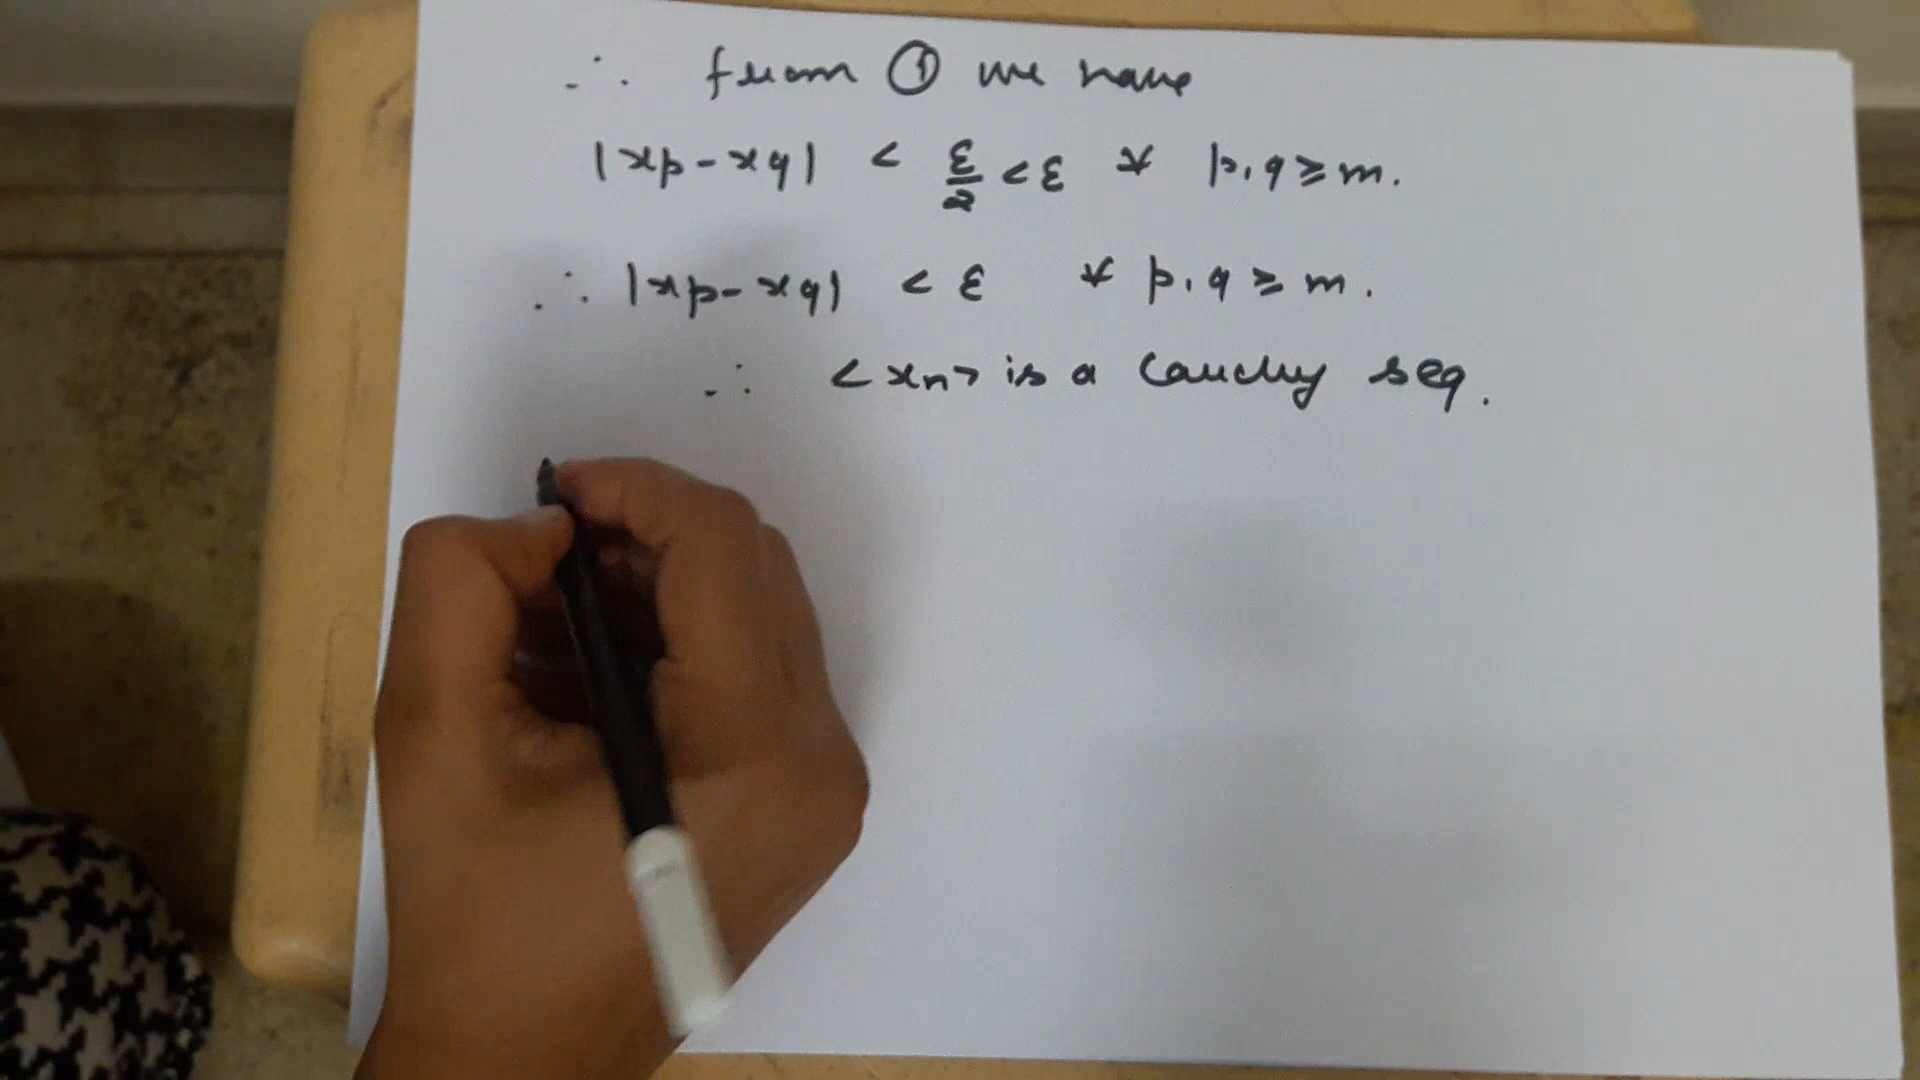 ∴ from ① we have
|xp - xq| < ε/2 < ε ∀ p, q ≥ m.
∴ |xp - xq| < ε ∀ p, q ≥ m.
∴ <xn> is a Cauchy seq.